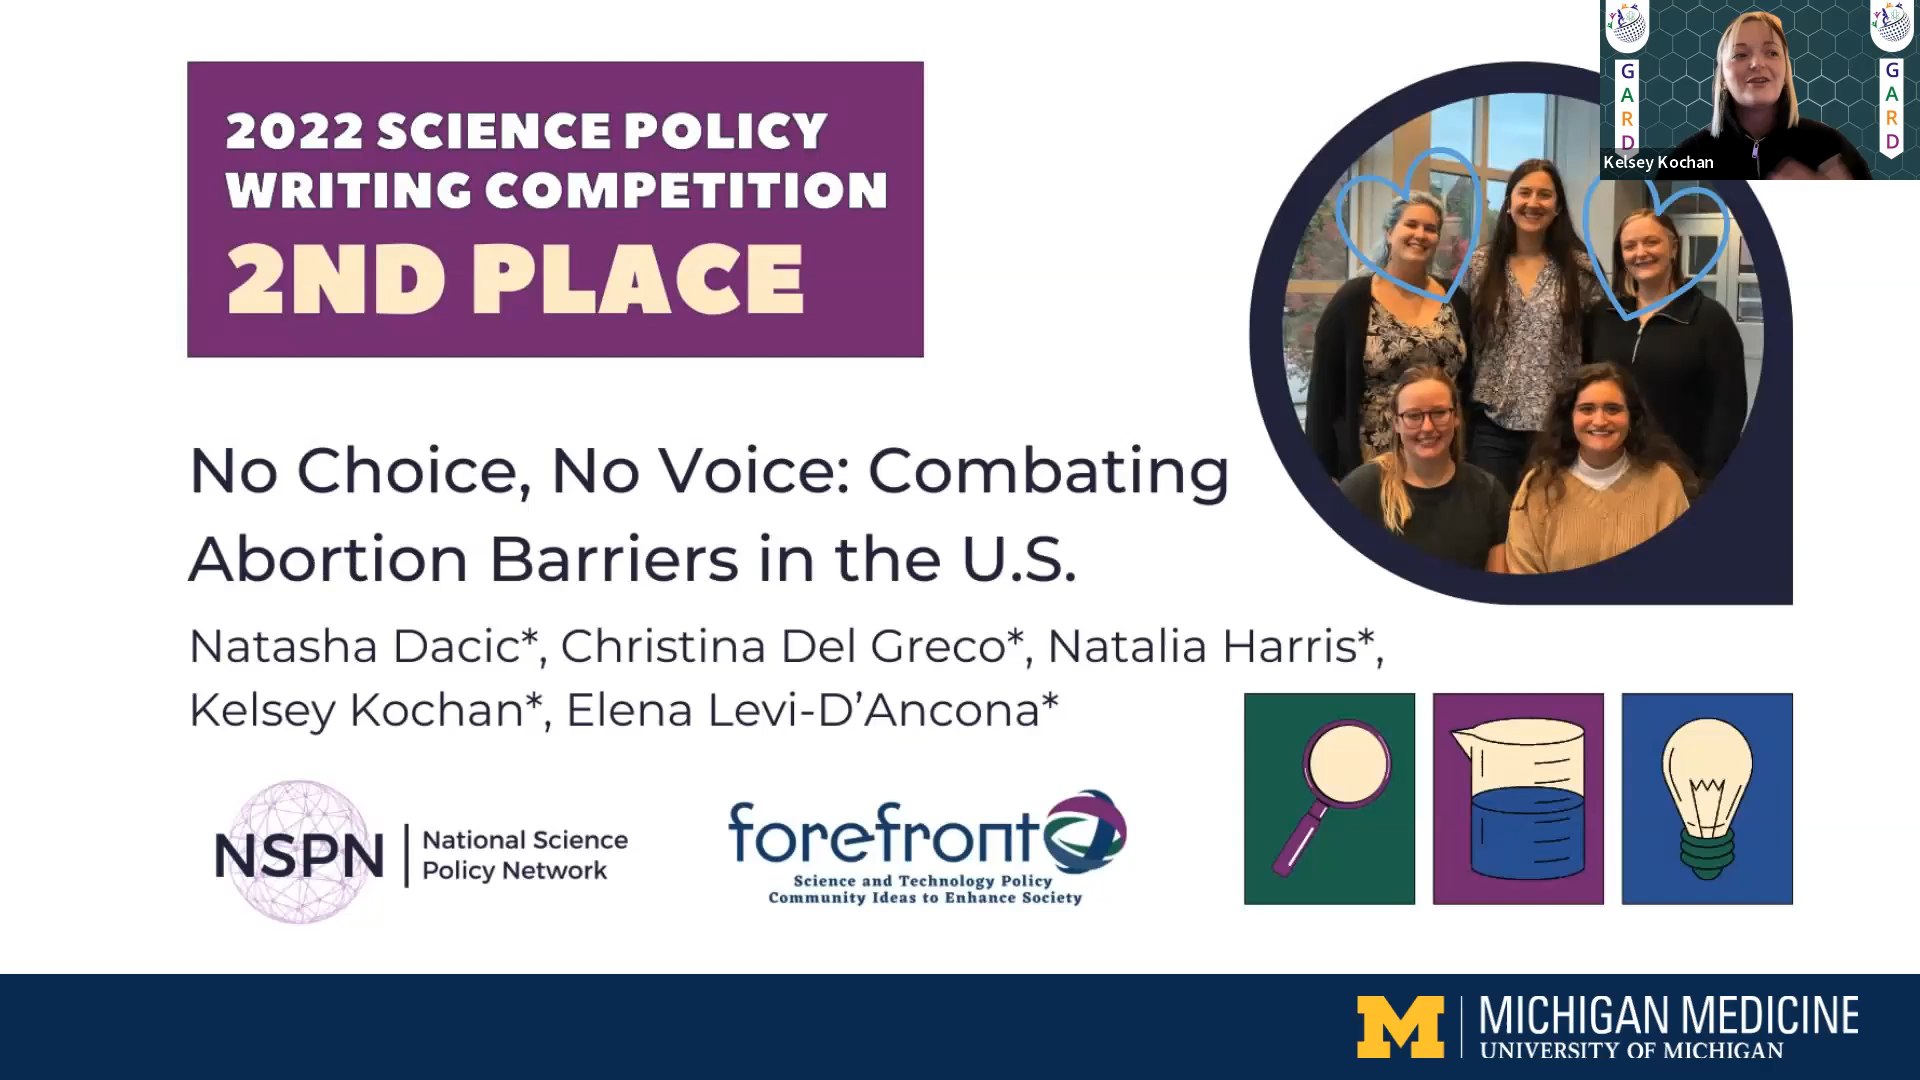 2022 SCIENCE POLICY
WRITING COMPETITION
2ND PLACE
G
A
R
D
G
A
R
D
Kelsey Kochan
No Choice, No Voice: Combating
Abortion Barriers in the U.S.
Natasha Dacic*, Christina Del Greco*, Natalia Harris*,
Kelsey Kochan*, Elena Levi-D’Ancona*
NSPN
National Science
Policy Network
forefront
Science and Technology Policy
Community Ideas to Enhance Society
M
MICHIGAN MEDICINE
UNIVERSITY OF MICHIGAN